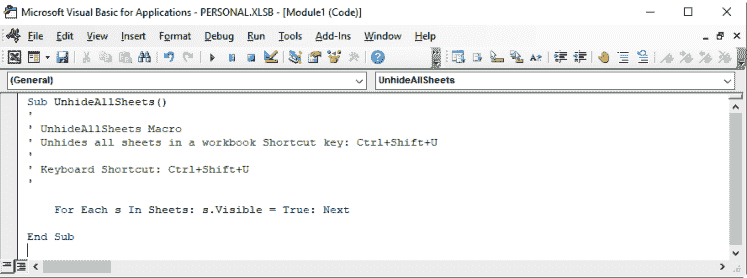 Microsoft Visual Basic for Applications - PERSONAL.XLSB - [Module1 (Code)]
File Edit View Insert Format Debug Run Tools Add-Ins Window Help
(General) UnhideAllSheets
Sub UnhideAllSheets()
'
' UnhideAllSheets Macro
' Unhides all sheets in a workbook Shortcut key: Ctrl+Shift+U
'
' Keyboard Shortcut: Ctrl+Shift+U
'
For Each s In Sheets: s.Visible = True: Next
End Sub